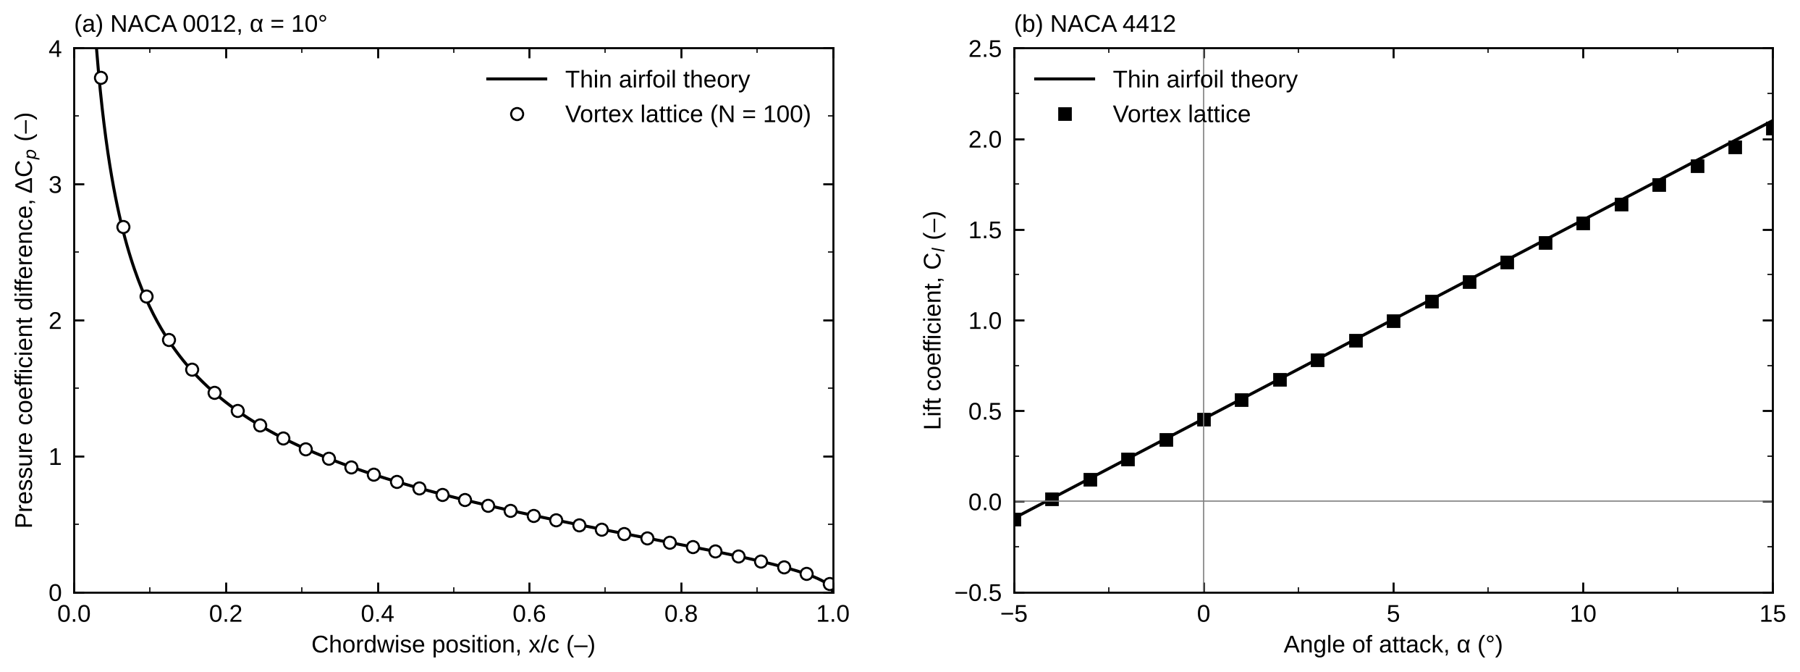 (a) NACA 0012, α = 10°
Pressure coefficient difference, ΔCp (–)
4
3
2
1
0
Thin airfoil theory
Vortex lattice (N = 100)
0.0 0.2 0.4 0.6 0.8 1.0
Chordwise position, x/c (–)
(b) NACA 4412
Lift coefficient, Cl (–)
2.5
2.0
1.5
1.0
0.5
0.0
−0.5
Thin airfoil theory
Vortex lattice
−5 0 5 10 15
Angle of attack, α (°)